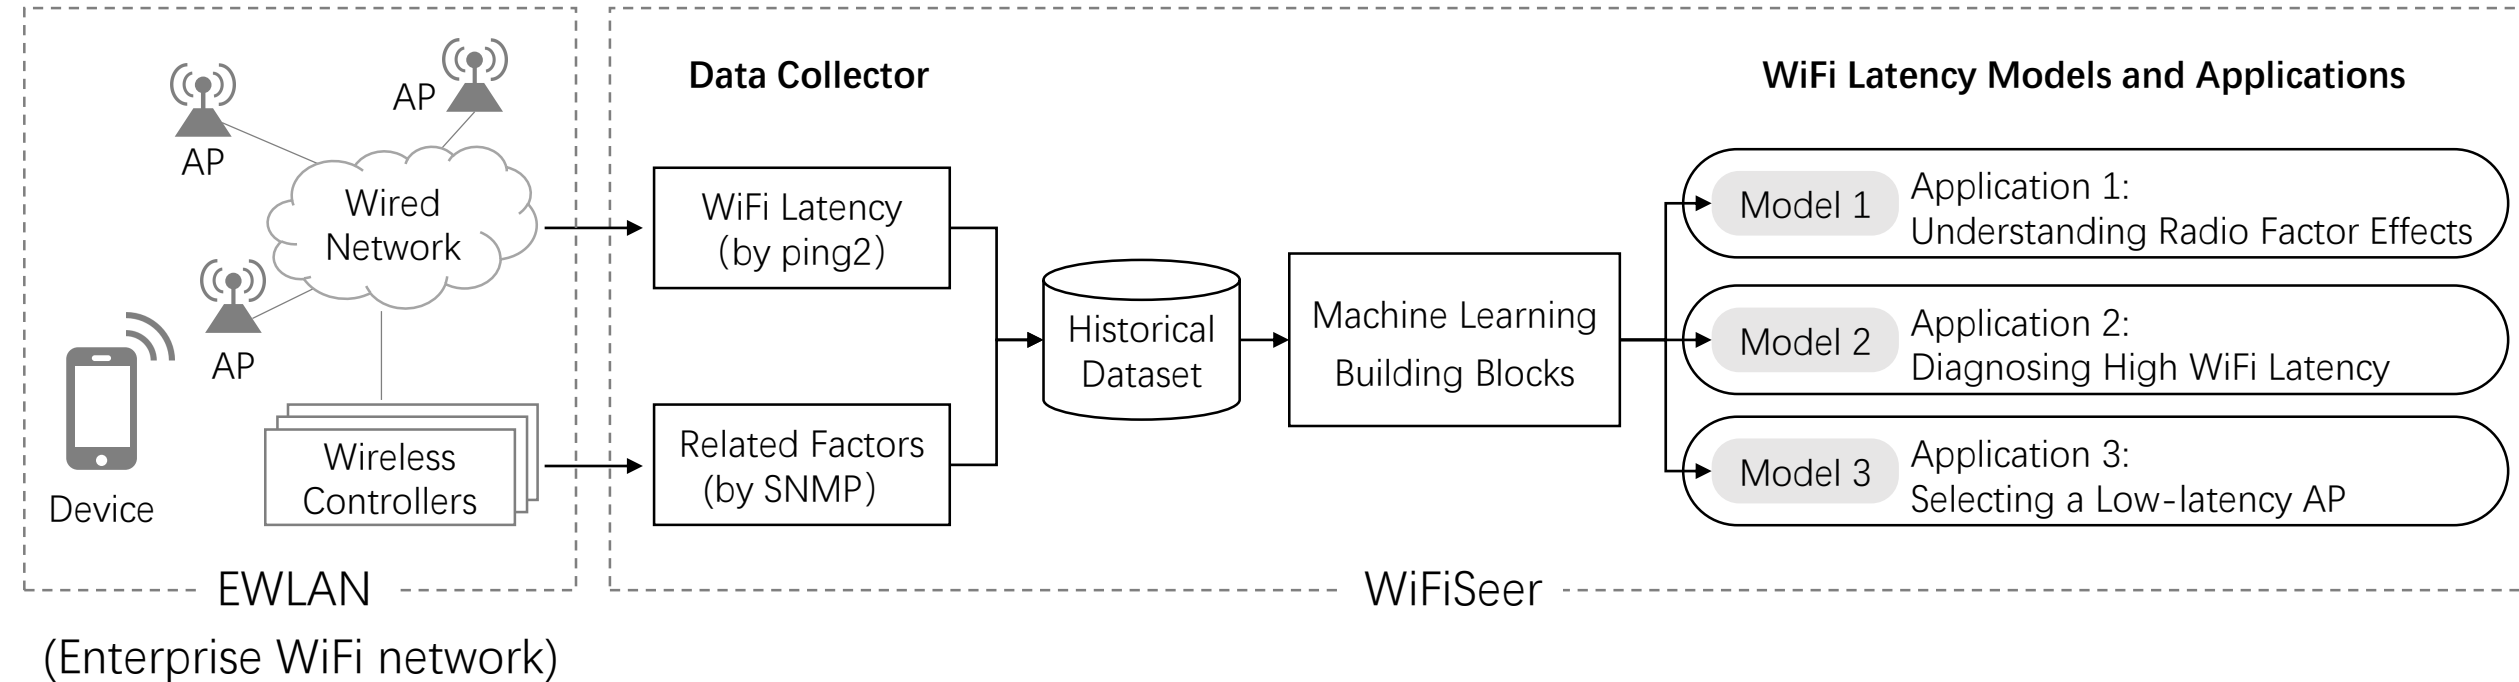 AP
AP
Wired
Network
AP
Device
Wireless
Controllers
EWLAN
(Enterprise WiFi network)
Data Collector
WiFi Latency
(by ping2)
Related Factors
(by SNMP)
Historical
Dataset
Machine Learning
Building Blocks
WiFi Latency Models and Applications
Model 1
Application 1:
Understanding Radio Factor Effects
Model 2
Application 2:
Diagnosing High WiFi Latency
Model 3
Application 3:
Selecting a Low-latency AP
WiFiSeer